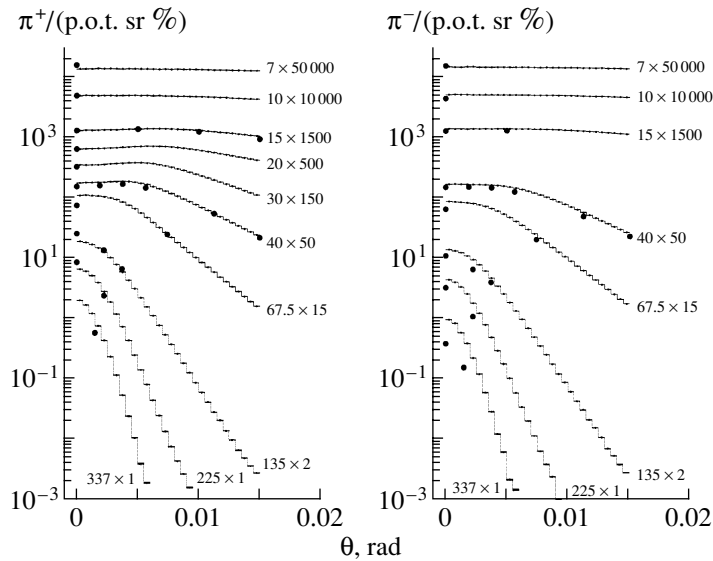 π⁺/(p.o.t. sr %)
7 × 50 000
10 × 10 000
10³
15 × 1500
20 × 500
30 × 150
40 × 50
10¹
67.5 × 15
10⁻¹
135 × 2
337 × 1
225 × 1
10⁻³
0
0.01
0.02
π⁻/(p.o.t. sr %)
7 × 50 000
10 × 10 000
10³
15 × 1500
40 × 50
10¹
67.5 × 15
10⁻¹
135 × 2
337 × 1
225 × 1
10⁻³
0
0.01
0.02
θ, rad